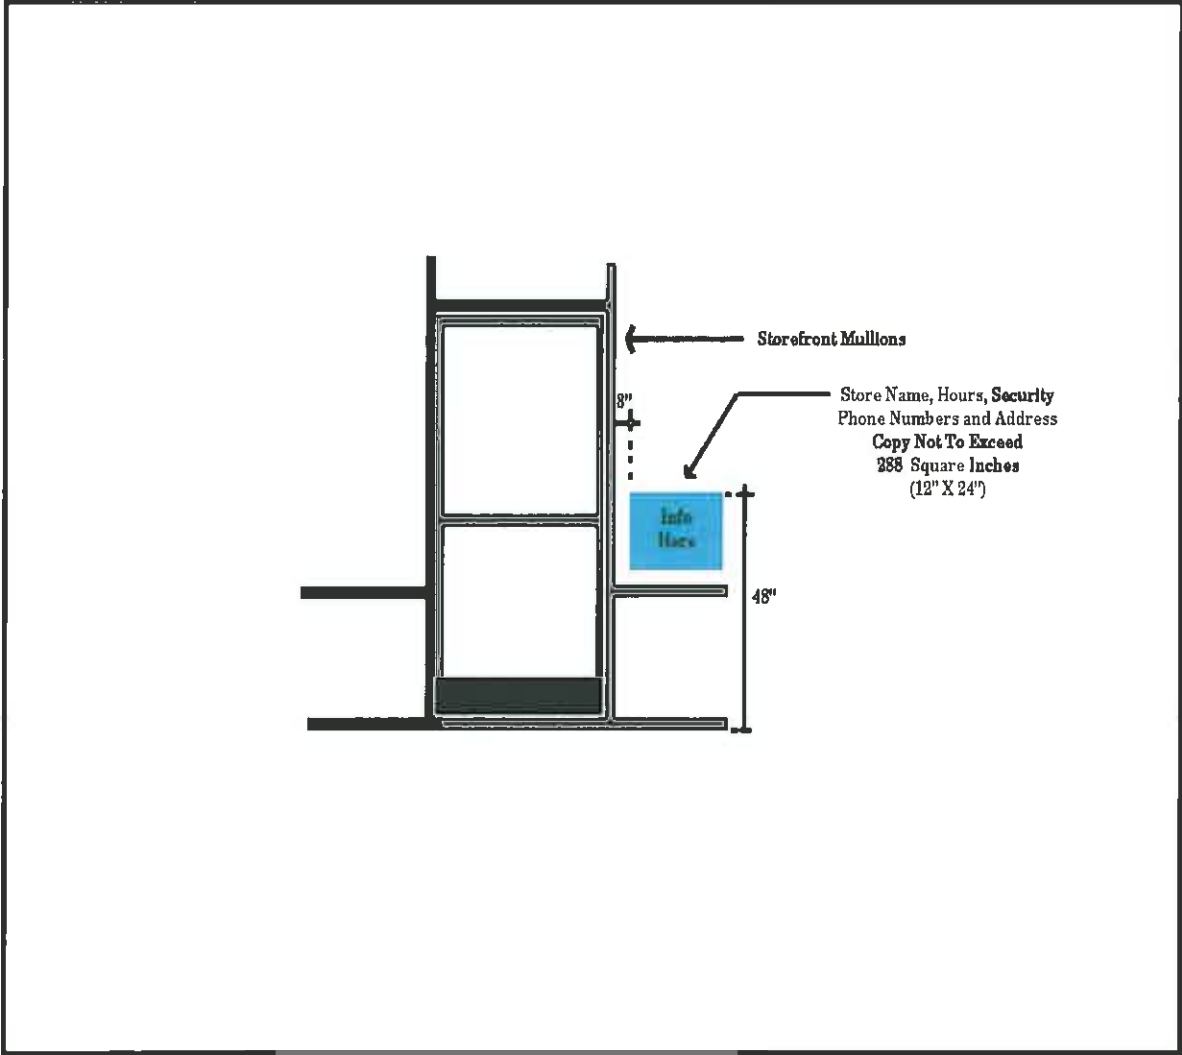 Storefront Mullions
8"
Store Name, Hours, Security
Phone Numbers and Address
Copy Not To Exceed
288 Square Inches
(12" X 24")
Info
Here
48"